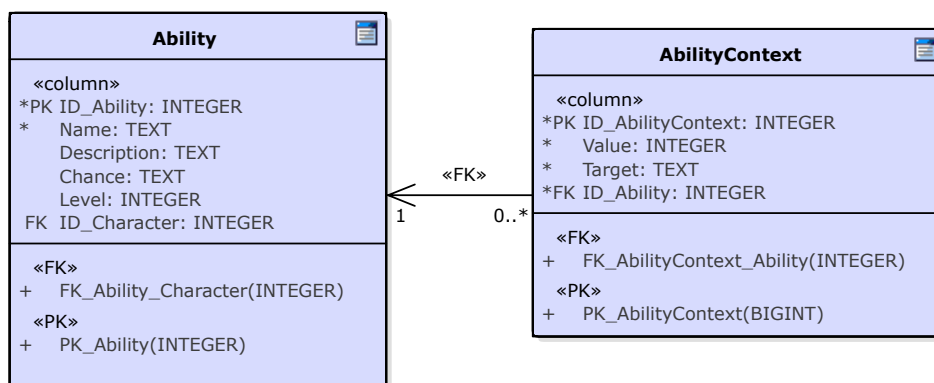 Ability
«column»
*PK ID_Ability: INTEGER
* Name: TEXT
Description: TEXT
Chance: TEXT
Level: INTEGER
FK ID_Character: INTEGER
«FK»
+ FK_Ability_Character(INTEGER)
«PK»
+ PK_Ability(INTEGER)
«FK»
1
0..*
AbilityContext
«column»
*PK ID_AbilityContext: INTEGER
* Value: INTEGER
* Target: TEXT
*FK ID_Ability: INTEGER
«FK»
+ FK_AbilityContext_Ability(INTEGER)
«PK»
+ PK_AbilityContext(BIGINT)